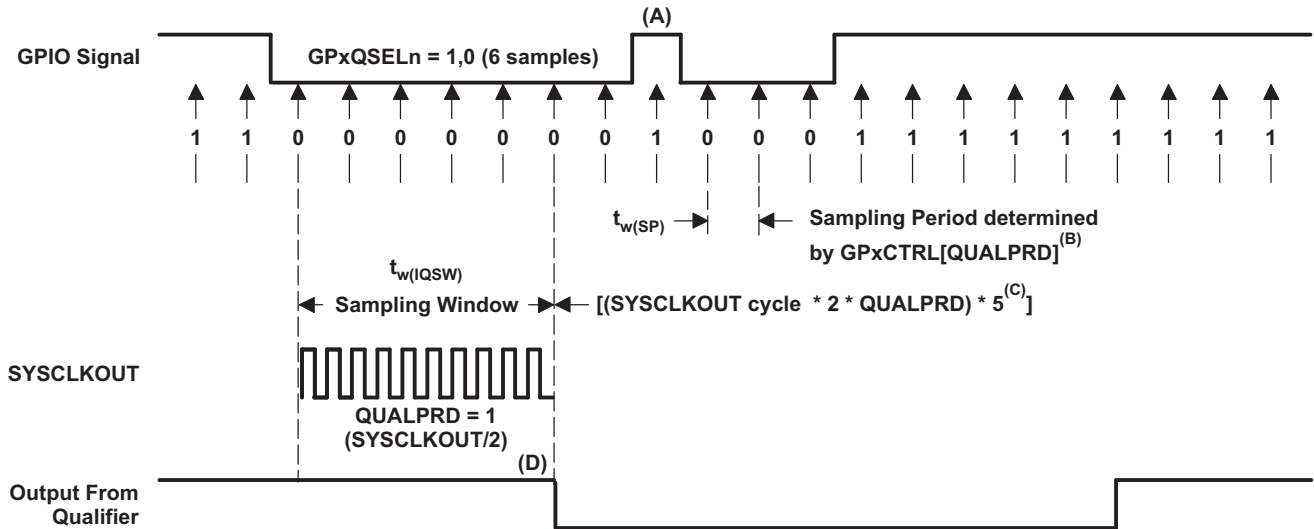 (A)
GPIO Signal
GPxQSELn = 1,0 (6 samples)
1 1 0 0 0 0 0 0 0 1 0 0 0 1 1 1 1 1 1 1 1 1
tw(SP)
Sampling Period determined
by GPxCTRL[QUALPRD](B)
tw(IQSW)
Sampling Window
[(SYSCLKOUT cycle * 2 * QUALPRD) * 5(C)]
SYSCLKOUT
QUALPRD = 1
(SYSCLKOUT/2)
(D)
Output From
Qualifier